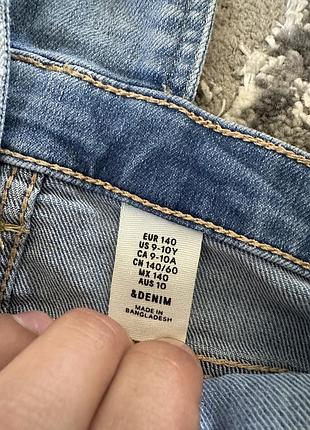 EUR 140
US 9-10Y
CA 9-10A
CN 140/60
MX 140
AUS 10
&DENIM
MADE IN
BANGLADESH